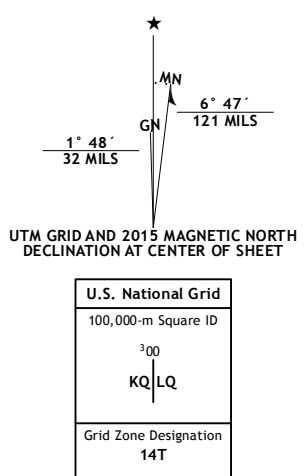 ★
MN
GN
6° 47´
121 MILS
1° 48´
32 MILS
UTM GRID AND 2015 MAGNETIC NORTH
DECLINATION AT CENTER OF SHEET
U.S. National Grid
100,000-m Square ID
³00
KQ LQ
Grid Zone Designation
14T